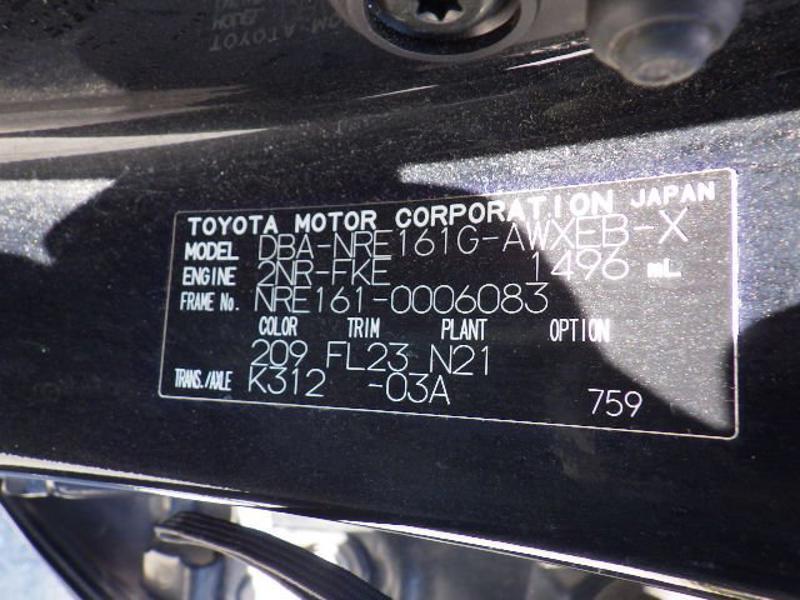 TOYOTA MOTOR CORPORATION JAPAN
MODEL DBA-NRE161G-AWXEB-X
ENGINE 2NR-FKE 1496 mL
FRAME No. NRE161-0006083
COLOR TRIM PLANT OPTION
209 FL23 N21
TRANS./AXLE K312 -03A
759